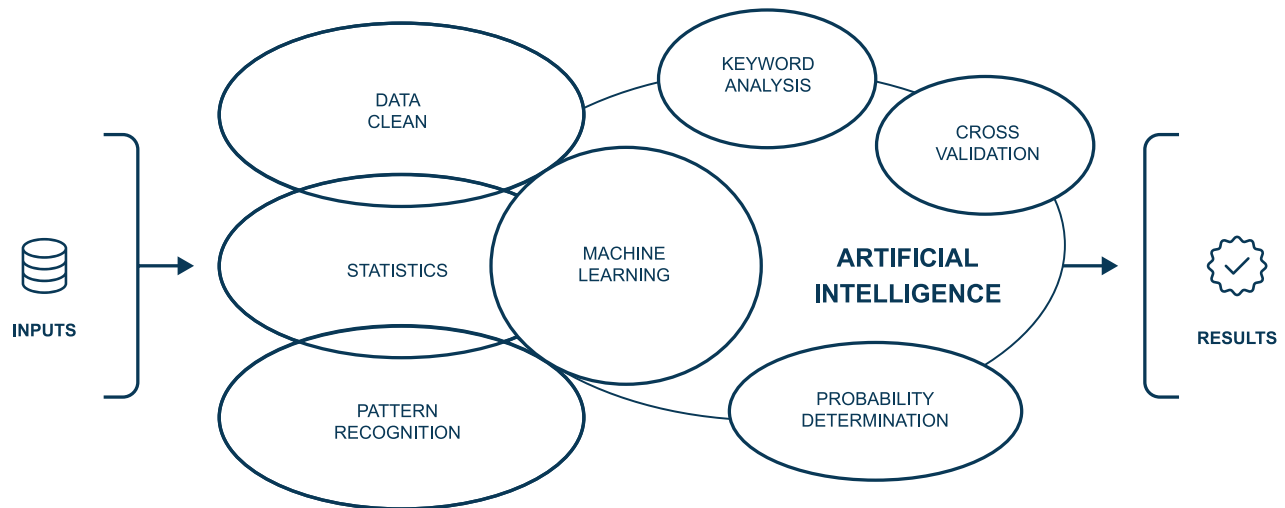 INPUTS
DATA
CLEAN
STATISTICS
PATTERN
RECOGNITION
MACHINE
LEARNING
KEYWORD
ANALYSIS
CROSS
VALIDATION
ARTIFICIAL
INTELLIGENCE
PROBABILITY
DETERMINATION
RESULTS